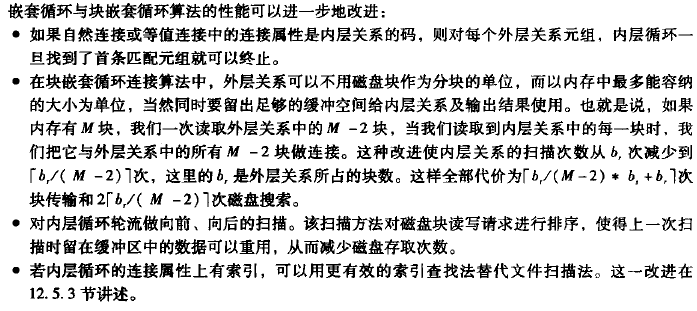 嵌套循环与块嵌套循环算法的性能可以进一步地改进：
● 如果自然连接或等值连接中的连接属性是内层关系的码，则对每个外层关系元组，内层循环一
旦找到了首条匹配元组就可以终止。
● 在块嵌套循环连接算法中，外层关系可以不用磁盘块作为分块的单位，而以内存中最多能容纳
的大小为单位，当然同时要留出足够的缓冲空间给内层关系及输出结果使用。也就是说，如果
内存有 M 块，我们一次读取外层关系中的 M －2 块，当我们读取到内层关系中的每一块时，我
们把它与外层关系中的所有 M －2 块做连接。这种改进使内层关系的扫描次数从 bᵣ 次减少到
⌈bᵣ/( M －2)⌉次，这里的 bᵣ 是外层关系所占的块数。这样全部代价为⌈bᵣ/(M－2) * bₛ + bᵣ⌉次
块传输和 2⌈bᵣ/( M －2)⌉次磁盘搜索。
● 对内层循环轮流做向前、向后的扫描。该扫描方法对磁盘块读写请求进行排序，使得上一次扫
描时留在缓冲区中的数据可以重用，从而减少磁盘存取次数。
● 若内层循环的连接属性上有索引，可以用更有效的索引查找法替代文件扫描法。这一改进在
12.5.3 节讲述。